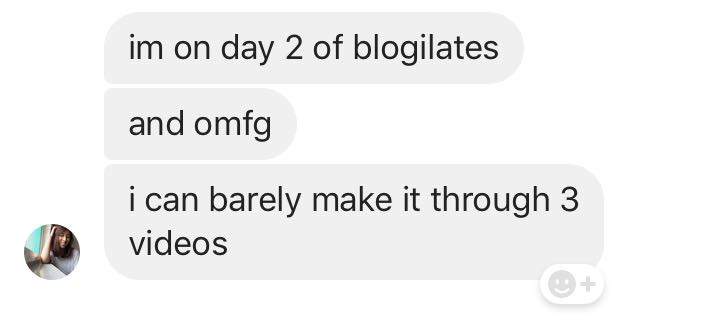 im on day 2 of blogilates
and omfg
i can barely make it through 3
videos